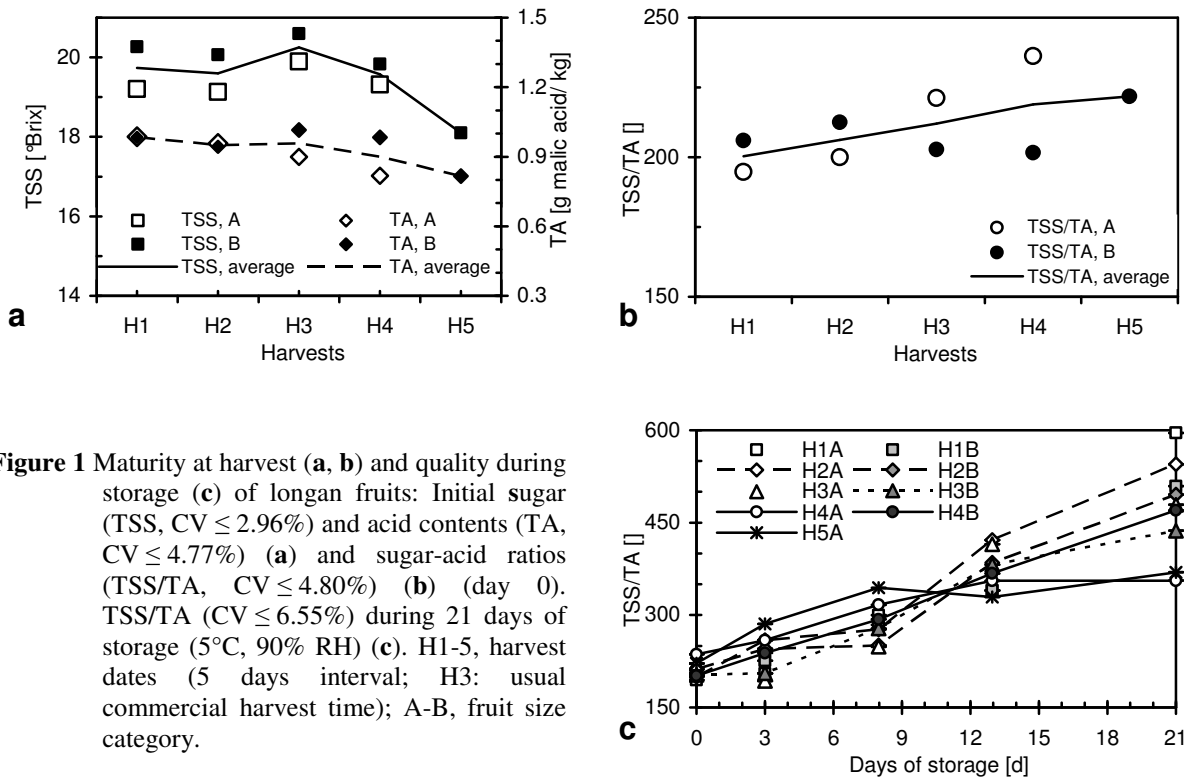 20
18
16
14
TSS [°Brix]
1.5
1.2
0.9
0.6
0.3
TA [g malic acid/ kg]
TSS, A
TA, A
TSS, B
TA, B
TSS, average
TA, average
H1 H2 H3 H4 H5
Harvests
a
250
200
150
TSS/TA []
TSS/TA, A
TSS/TA, B
TSS/TA, average
H1 H2 H3 H4 H5
Harvests
b
Figure 1 Maturity at harvest (a, b) and quality during
storage (c) of longan fruits: Initial sugar
(TSS, CV ≤ 2.96%) and acid contents (TA,
CV ≤ 4.77%) (a) and sugar-acid ratios
(TSS/TA, CV ≤ 4.80%) (b) (day 0).
TSS/TA (CV ≤ 6.55%) during 21 days of
storage (5°C, 90% RH) (c). H1-5, harvest
dates (5 days interval; H3: usual
commercial harvest time); A-B, fruit size
category.
600
450
300
150
TSS/TA []
H1A H1B
H2A H2B
H3A H3B
H4A H4B
H5A
0 3 6 9 12 15 18 21
Days of storage [d]
c